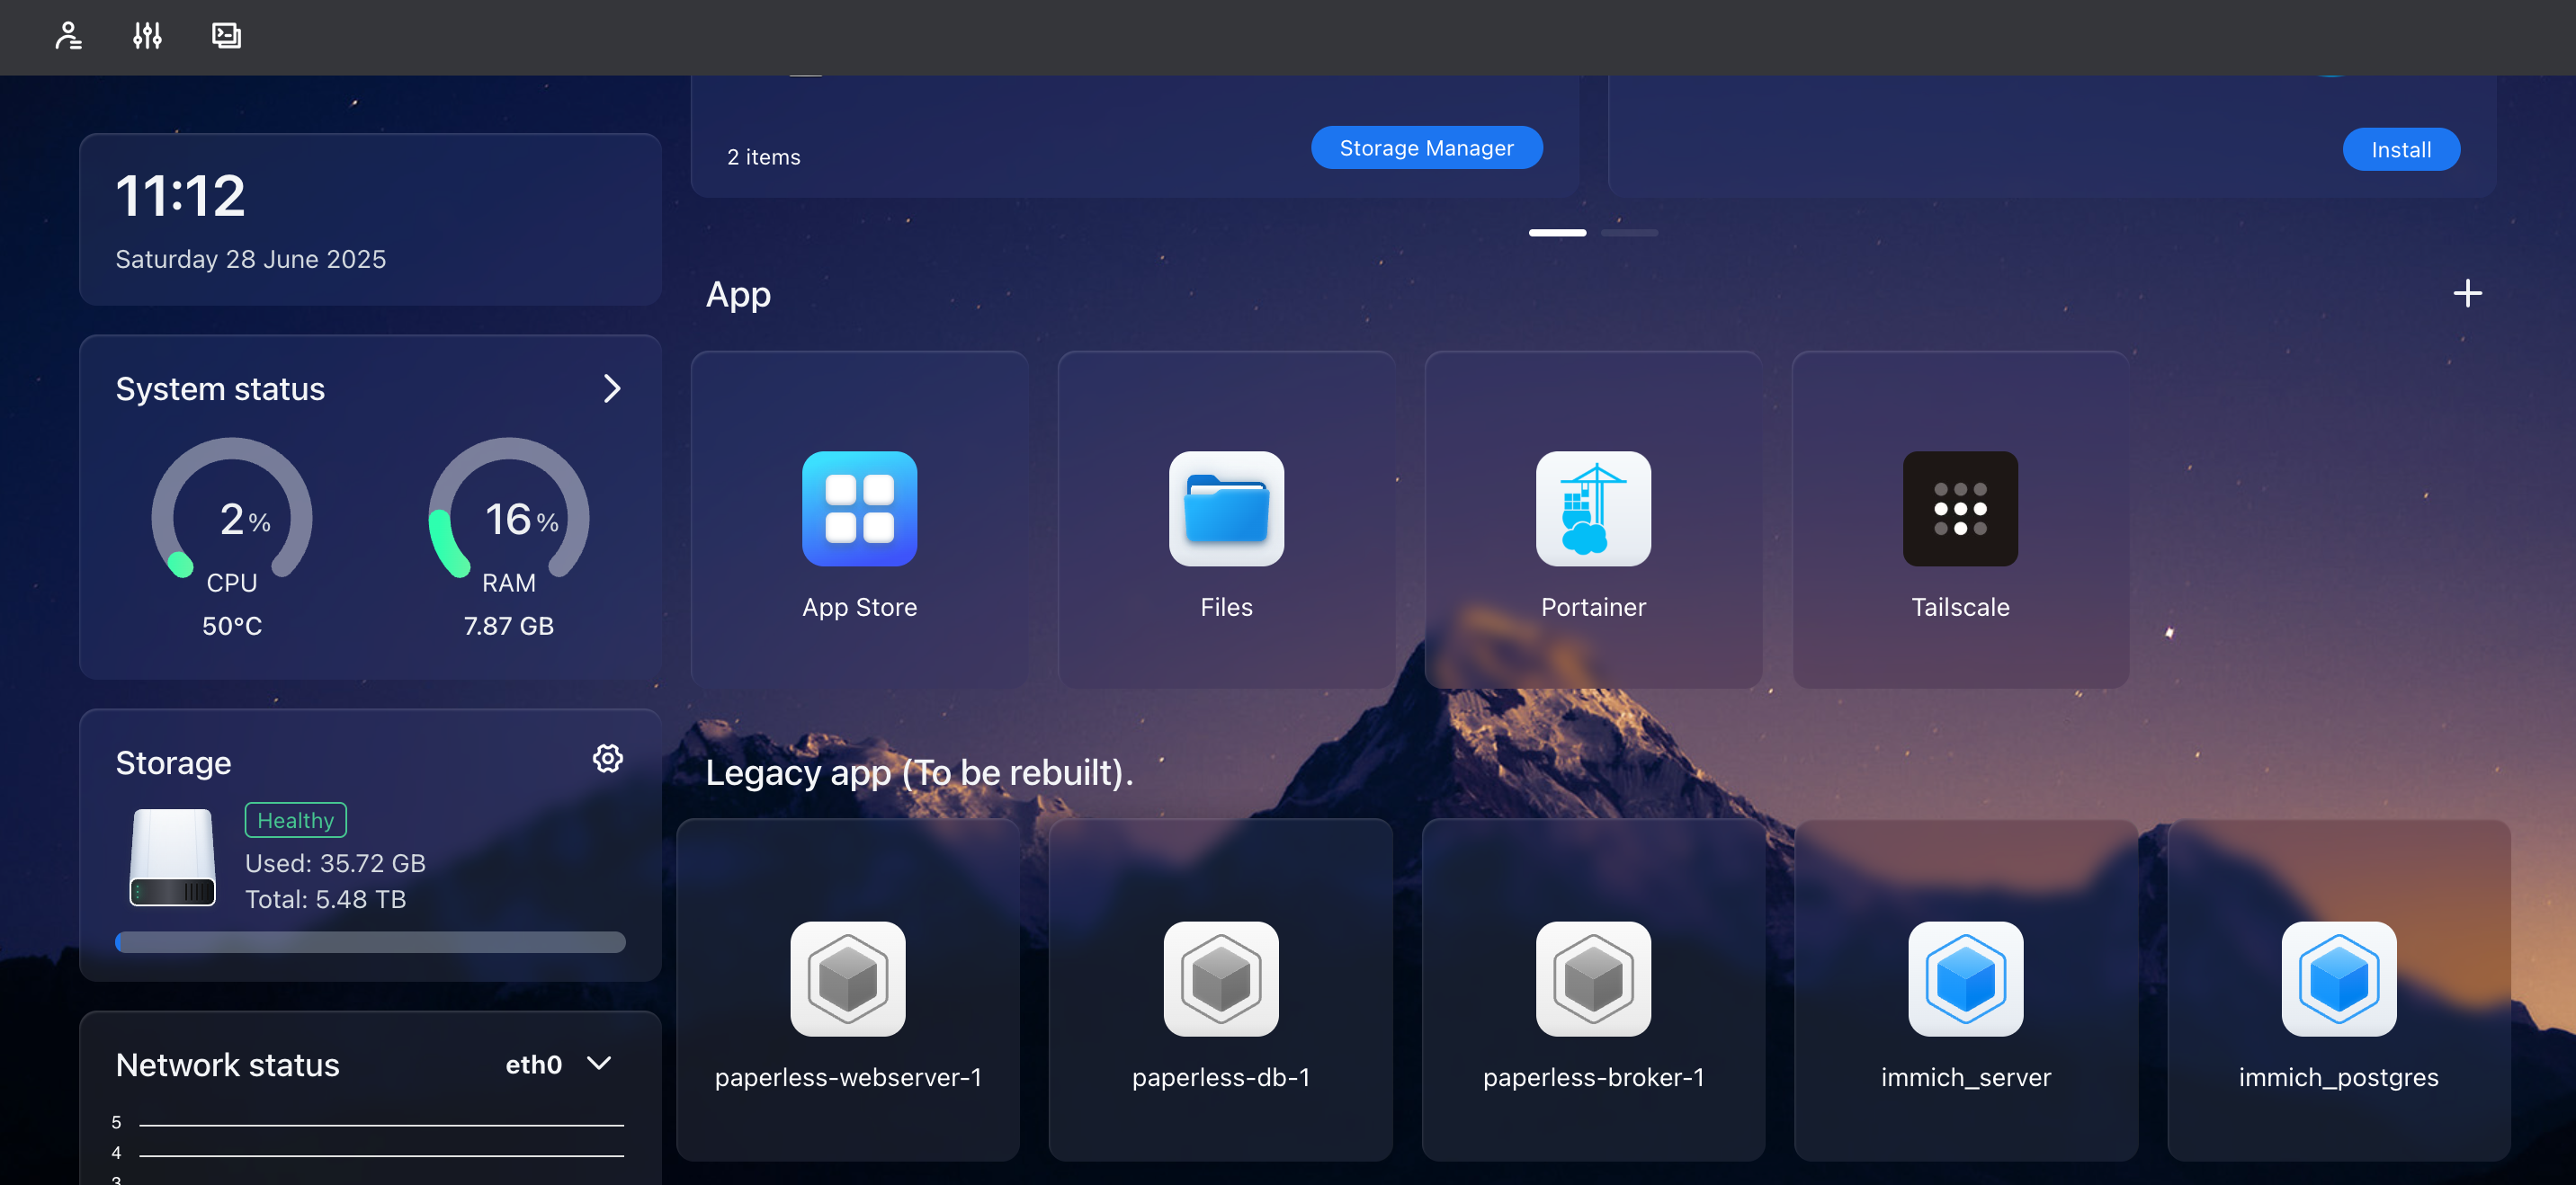 11:12
Saturday 28 June 2025
System status
2%
CPU
50°C
16%
RAM
7.87 GB
Storage
Healthy
Used: 35.72 GB
Total: 5.48 TB
Network status
eth0
5
4
3
2 items
Storage Manager
Install
App
App Store
Files
Portainer
Tailscale
Legacy app (To be rebuilt).
paperless-webserver-1
paperless-db-1
paperless-broker-1
immich_server
immich_postgres